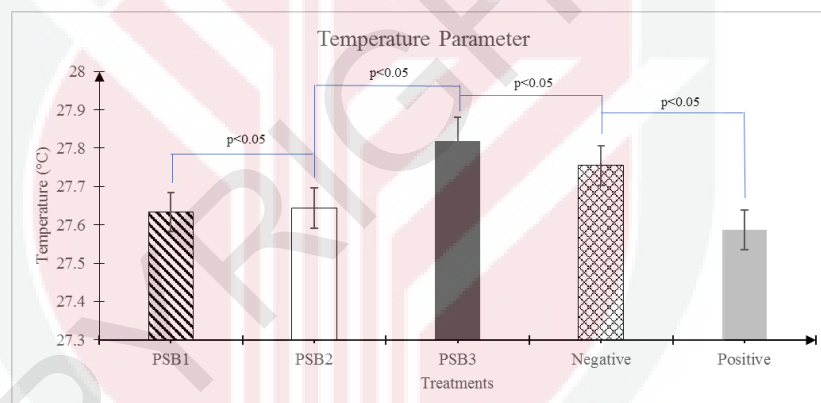 Temperature Parameter
28
27.9
27.8
27.7
27.6
27.5
27.4
27.3
Temperature (°C)
p<0.05
p<0.05
p<0.05
p<0.05
PSB1 PSB2 PSB3 Negative Positive
Treatments